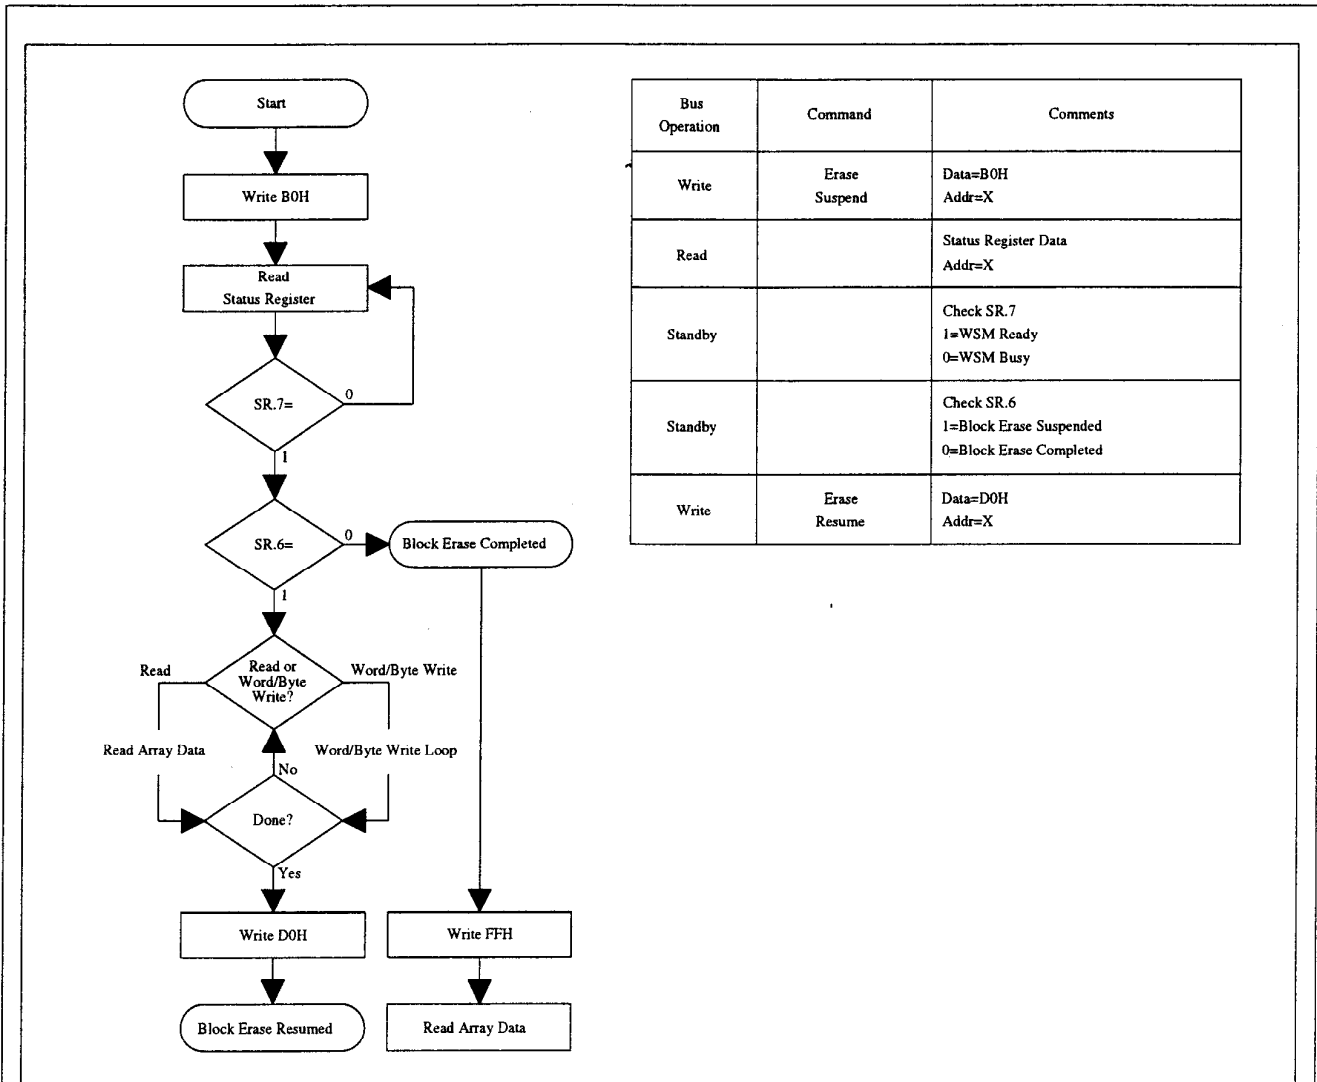 Start
Write B0H
Read
Status Register
SR.7=
0
1
SR.6=
0
Block Erase Completed
1
Read or
Word/Byte
Write?
Read
Word/Byte Write
Read Array Data
Word/Byte Write Loop
No
Done?
Yes
Write D0H
Write FFH
Block Erase Resumed
Read Array Data
Bus
Operation
Command
Comments
Write
Erase
Suspend
Data=B0H
Addr=X
Read
Status Register Data
Addr=X
Standby
Check SR.7
1=WSM Ready
0=WSM Busy
Standby
Check SR.6
1=Block Erase Suspended
0=Block Erase Completed
Write
Erase
Resume
Data=D0H
Addr=X